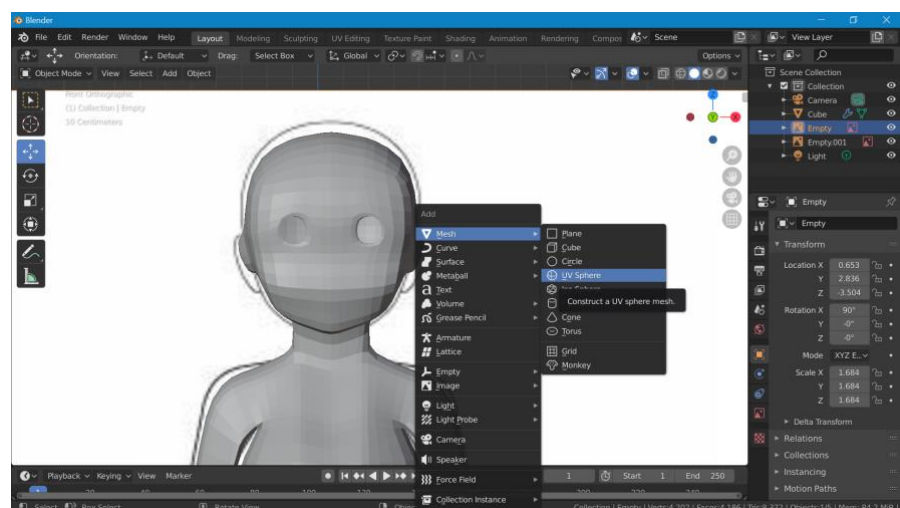 Blender
File Edit Render Window Help Layout Modeling Sculpting UV Editing Texture Paint Shading Animation Rendering Compos Scene View Layer
Orientation: Default Drag: Select Box Global Options
Object Mode View Select Add Object
Front Orthographic
(1) Collection | Empty
10 Centimeters
Scene Collection
Collection
Camera
Cube
Empty
Empty.001
Light
Add
Mesh
Curve
Surface
Metaball
Text
Volume
Grease Pencil
Armature
Lattice
Empty
Image
Light
Light Probe
Camera
Speaker
Force Field
Collection Instance
Plane
Cube
Circle
UV Sphere
Construct a UV sphere mesh.
Cone
Torus
Grid
Monkey
Empty
Empty
Transform
Location X 0.653
Y 2.836
Z -3.504
Rotation X 90°
Y -0°
Z -0°
Mode XYZ E..
Scale X 1.684
Y 1.684
Z 1.684
Delta Transform
Relations
Collections
Instancing
Motion Paths
Playback Keying View Marker 1 Start 1 End 250